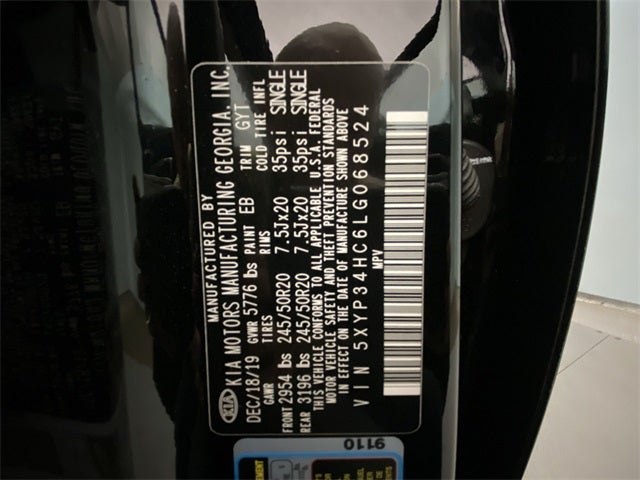 MANUFACTURED BY
KIA KIA MOTORS MANUFACTURING GEORGIA, INC.
DEC/18/19 GVWR 5776 lbs PAINT EB TRIM GYT
GAWR TIRES RIMS COLD TIRE INFL
FRONT 2954 lbs 245/50R20 7.5Jx20 35psi SINGLE
REAR 3196 lbs 245/50R20 7.5Jx20 35psi SINGLE
THIS VEHICLE CONFORMS TO ALL APPLICABLE U.S.A. FEDERAL
MOTOR VEHICLE SAFETY AND THEFT PREVENTION STANDARDS
IN EFFECT ON THE DATE OF MANUFACTURE SHOWN ABOVE
VIN 5XYP34HC6LG068524
MPV
9110